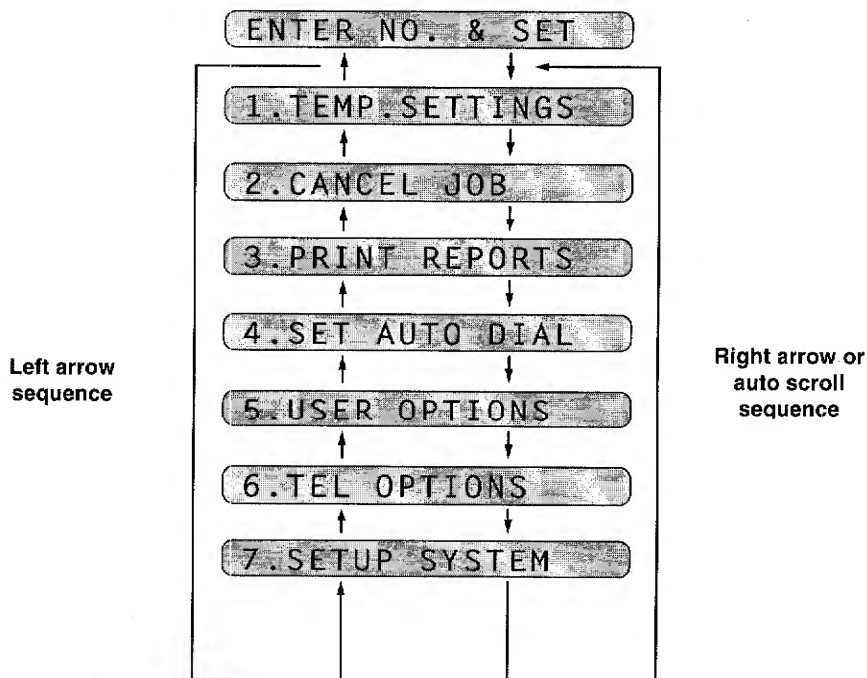 ENTER NO. & SET
1.TEMP.SETTINGS
2.CANCEL JOB
3.PRINT REPORTS
4.SET AUTO DIAL
5.USER OPTIONS
6.TEL OPTIONS
7.SETUP SYSTEM
Left arrow
sequence
Right arrow or
auto scroll
sequence